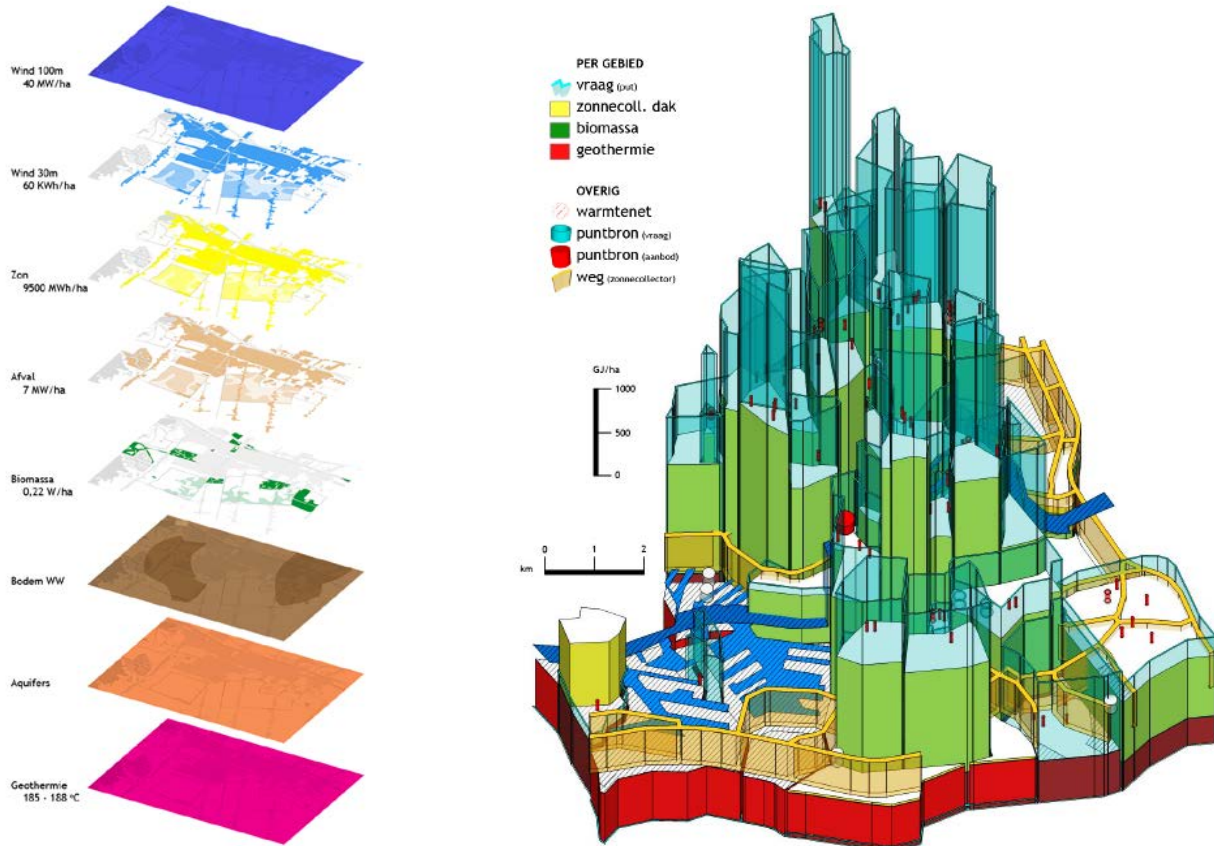 Wind 100m
40 MW/ha
Wind 30m
60 KWh/ha
Zon
9500 MWh/ha
Afval
7 MW/ha
Biomassa
0,22 W/ha
Bodem WW
Aquifers
Geothermie
185 - 188 °C
PER GEBIED
vraag (put)
zonnecoll. dak
biomassa
geothermie
OVERIG
warmtenet
puntbron (vraag)
puntbron (aanbod)
weg (zonnecollector)
GJ/ha
1000
500
0
0 1 2
km